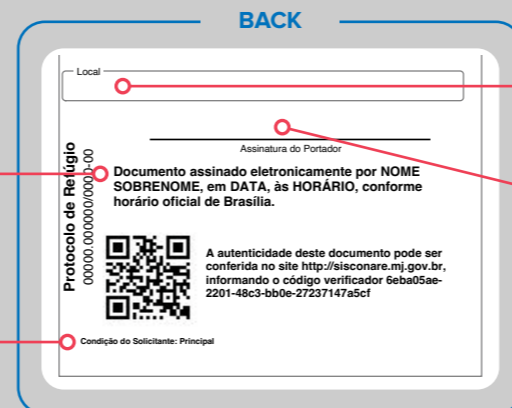 BACK
Local
Assinatura do Portador
Protocolo de Refúgio
00000.000000/0000-00
Documento assinado eletronicamente por NOME
SOBRENOME, em DATA, às HORÁRIO, conforme
horário oficial de Brasília.
A autenticidade deste documento pode ser
conferida no site http://sisconare.mj.gov.br,
informando o código verificador 6eba05ae-
2201-48c3-bb0e-27237147a5cf
Condição do Solicitante: Principal